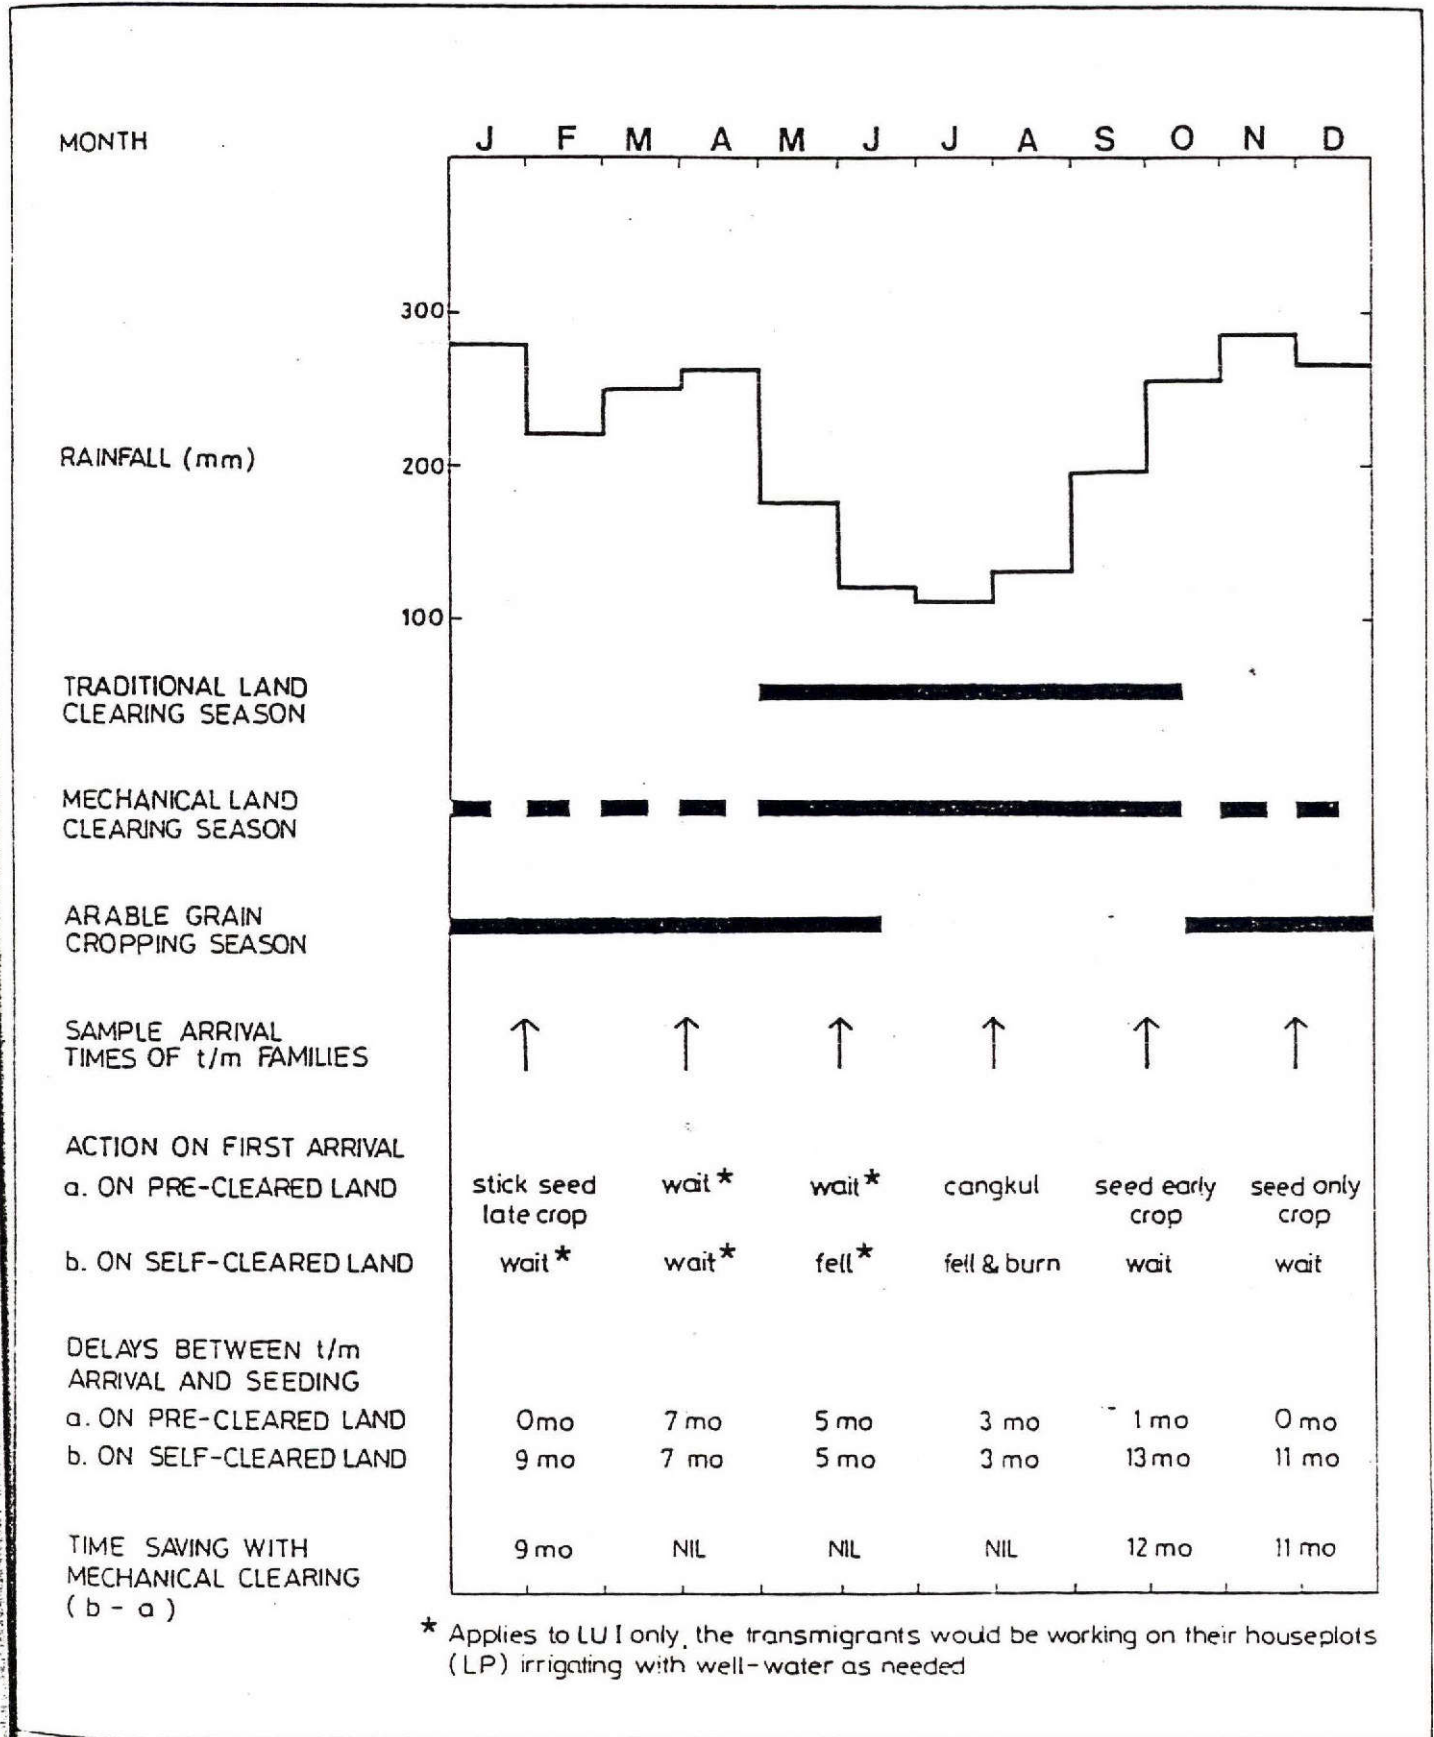 MONTH J F M A M J J A S O N D
300
RAINFALL (mm) 200
100
TRADITIONAL LAND
CLEARING SEASON
MECHANICAL LAND
CLEARING SEASON
ARABLE GRAIN
CROPPING SEASON
SAMPLE ARRIVAL
TIMES OF t/m FAMILIES
ACTION ON FIRST ARRIVAL
a. ON PRE-CLEARED LAND stick seed wait* wait* cangkul seed early seed only
late crop crop crop
b. ON SELF-CLEARED LAND wait* wait* fell* fell & burn wait wait
DELAYS BETWEEN t/m
ARRIVAL AND SEEDING
a. ON PRE-CLEARED LAND 0mo 7 mo 5 mo 3 mo 1 mo 0 mo
b. ON SELF-CLEARED LAND 9 mo 7 mo 5 mo 3 mo 13mo 11 mo
TIME SAVING WITH 9 mo NIL NIL NIL 12 mo 11 mo
MECHANICAL CLEARING
(b - a)
* Applies to LU I only, the transmigrants would be working on their houseplots
(LP) irrigating with well-water as needed